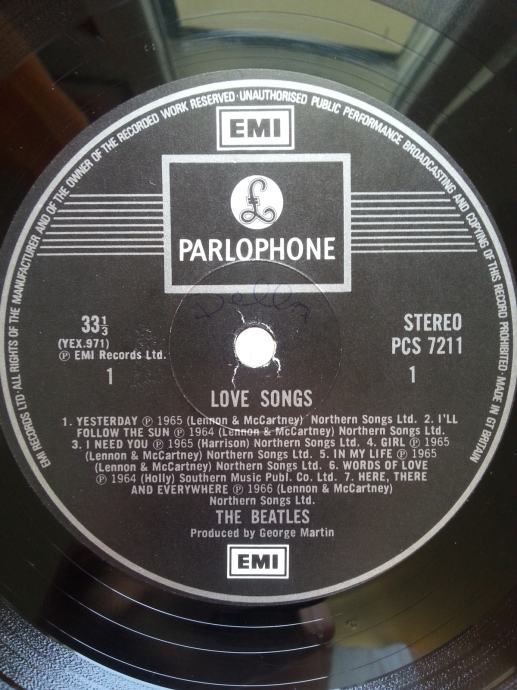 EMI RECORDS LTD · ALL RIGHTS OF THE MANUFACTURER AND OF THE OWNER OF THE RECORDED WORK RESERVED · UNAUTHORISED PUBLIC PERFORMANCE BROADCASTING AND COPYING OF THIS RECORD PROHIBITED · MADE IN GT BRITAIN
EMI
£
PARLOPHONE
Della
33⅓
(YEX.971)
℗ EMI Records Ltd.
1
STEREO
PCS 7211
1
LOVE SONGS
1. YESTERDAY ℗ 1965 (Lennon & McCartney) Northern Songs Ltd. 2. I'LL
FOLLOW THE SUN ℗ 1964 (Lennon & McCartney) Northern Songs Ltd.
3. I NEED YOU ℗ 1965 (Harrison) Northern Songs Ltd. 4. GIRL ℗ 1965
(Lennon & McCartney) Northern Songs Ltd. 5. IN MY LIFE ℗ 1965
(Lennon & McCartney) Northern Songs Ltd. 6. WORDS OF LOVE
℗ 1964 (Holly) Southern Music Publ. Co. Ltd. 7. HERE, THERE
AND EVERYWHERE ℗ 1966 (Lennon & McCartney)
Northern Songs Ltd.
THE BEATLES
Produced by George Martin
EMI